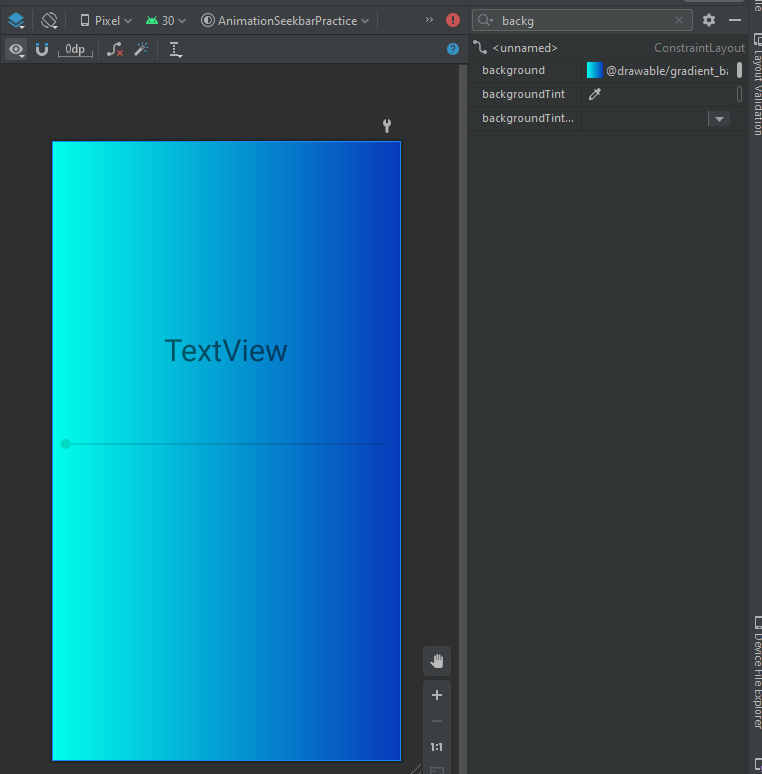 Pixel 30 AnimationSeekbarPractice
backg
0dp
<unnamed> ConstraintLayout
background @drawable/gradient_ba
backgroundTint
backgroundTint...
TextView
1:1
Layout Validation
Device File Explorer